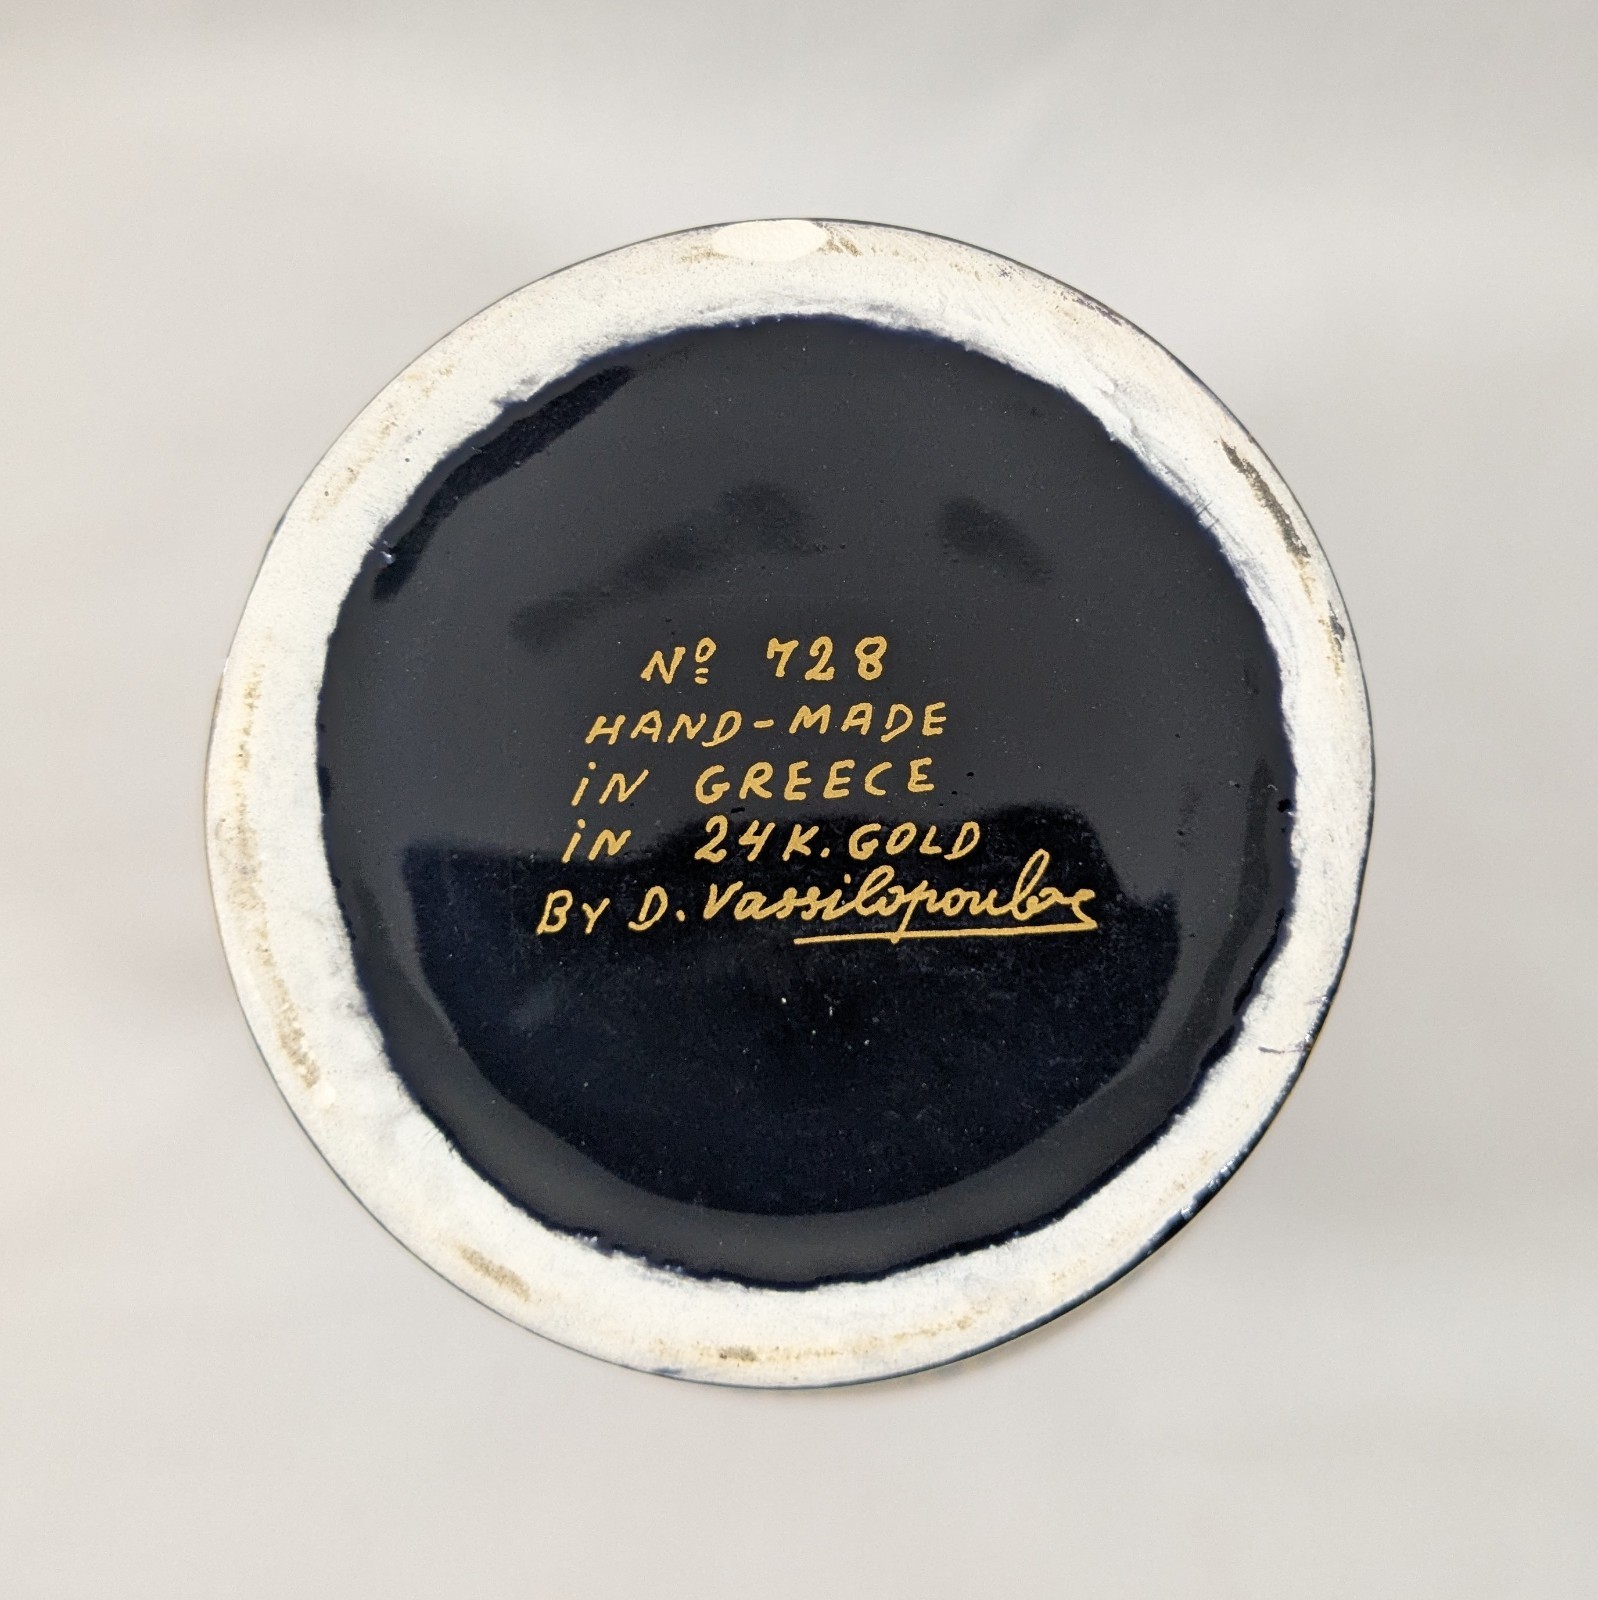 Nº 728
HAND-MADE
iN GREECE
iN 24K. GOLD
BY D. Vassilopoulos